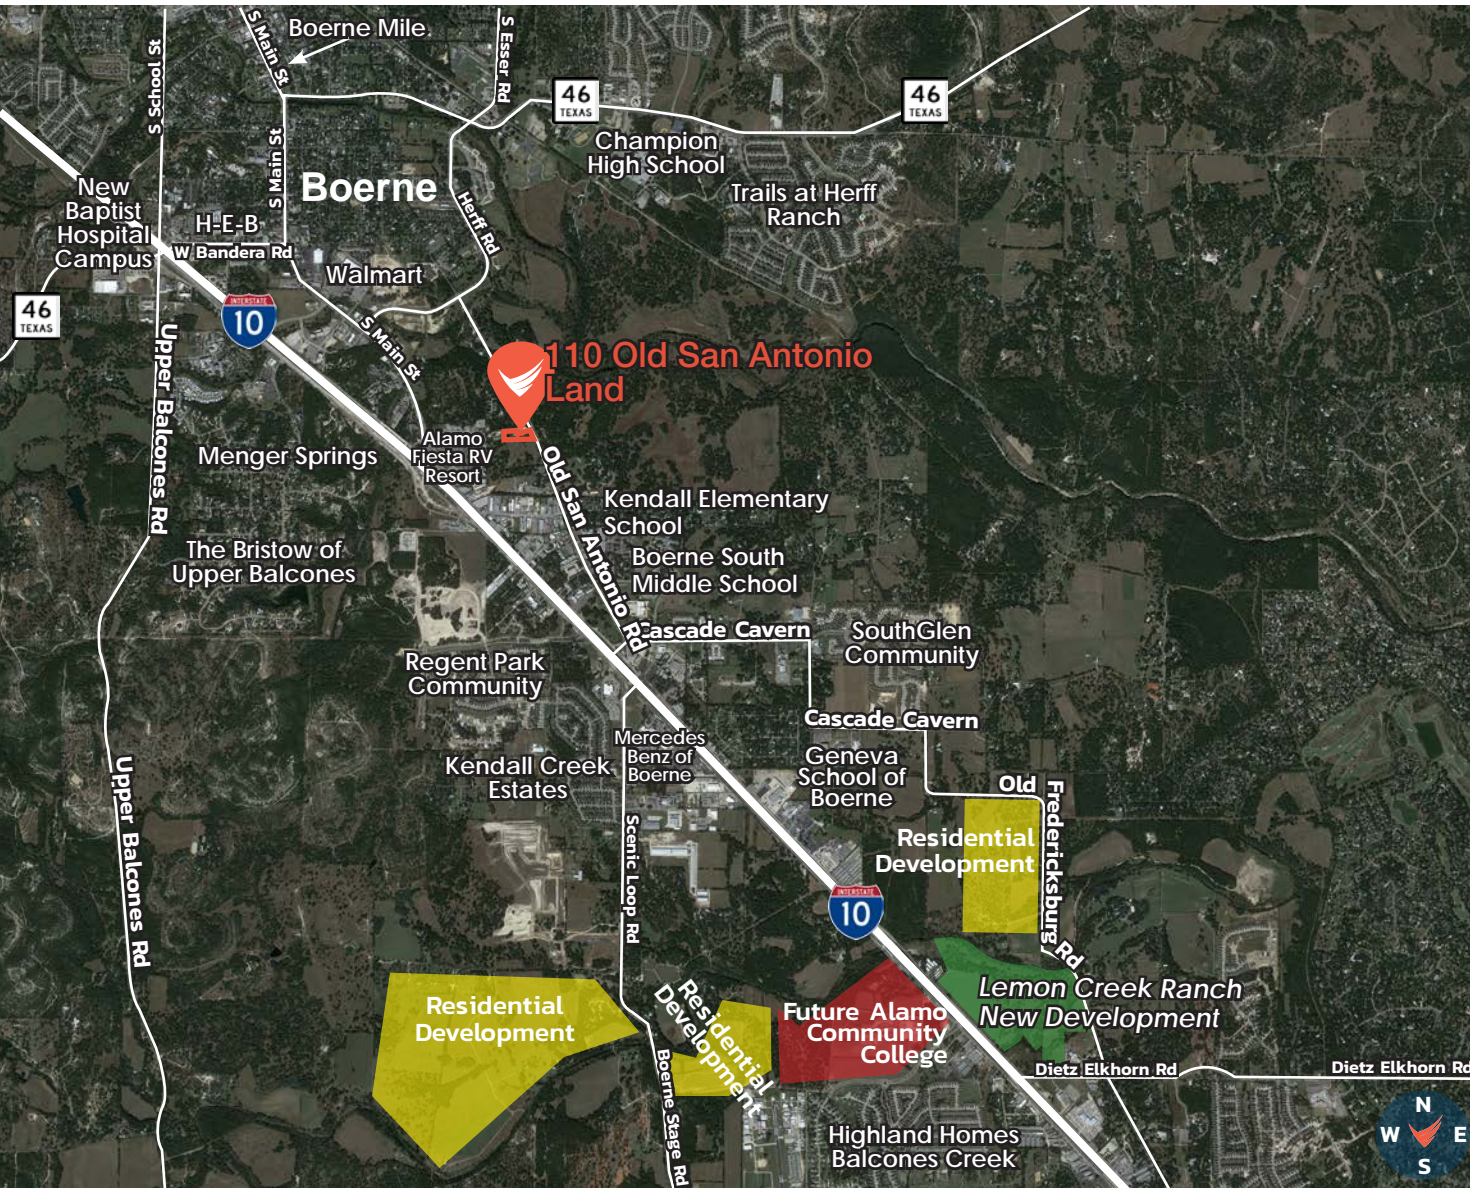 S Main St
Boerne Mile
S Esser Rd
S School St
46
TEXAS
46
TEXAS
Champion
High School
S Main St
Boerne
New
Baptist
Hospital
Campus
Trails at Herff
Ranch
H-E-B
Herff Rd
W Bandera Rd
Walmart
46
TEXAS
INTERSTATE
10
S Main St
110 Old San Antonio
Land
Upper Balcones Rd
Menger Springs
Alamo
Fiesta RV
Resort
Old San Antonio Rd
Kendall Elementary
School
The Bristow of
Upper Balcones
Boerne South
Middle School
Cascade Cavern
SouthGlen
Community
Regent Park
Community
Cascade Cavern
Mercedes
Benz of
Boerne
Geneva
School of
Boerne
Kendall Creek
Estates
Old
Fredericksburg
Rd
Upper Balcones Rd
Scenic Loop Rd
Residential
Development
INTERSTATE
10
Lemon Creek Ranch
New Development
Residential
Development
Residential
Development
Future Alamo
Community
College
Boerne Stage Rd
Dietz Elkhorn Rd
Dietz Elkhorn Rd
Highland Homes
Balcones Creek
N
W E
S